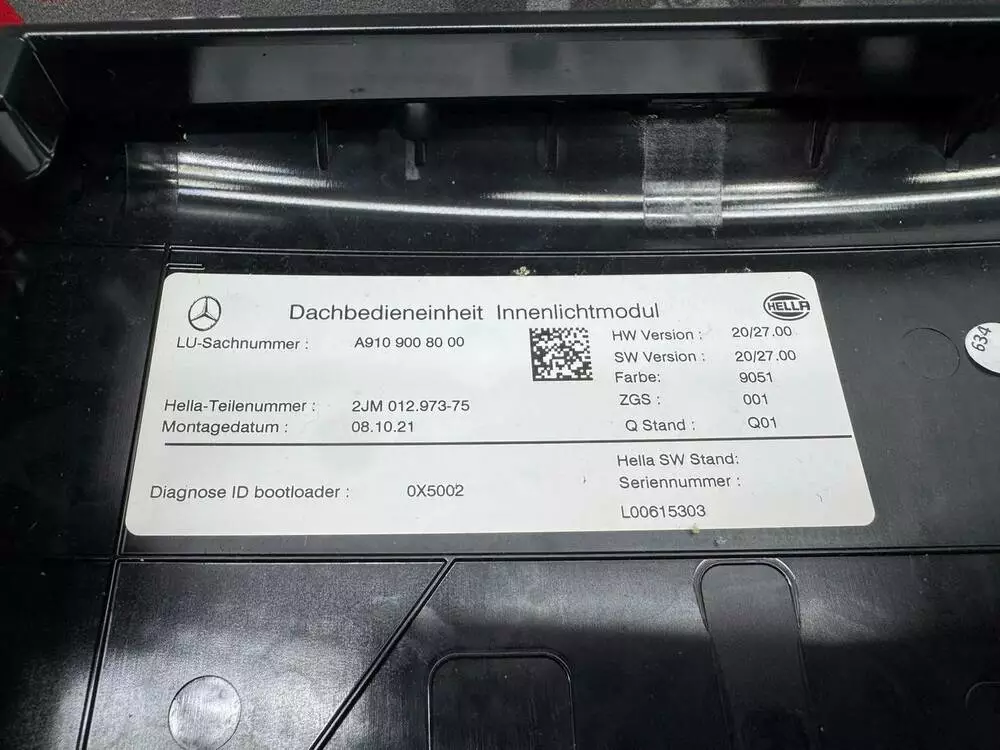 Dachbedieneinheit Innenlichtmodul
HELLA
LU-Sachnummer : A910 900 80 00
HW Version : 20/27.00
SW Version : 20/27.00
Farbe: 9051
ZGS : 001
Hella-Teilenummer : 2JM 012.973-75
Montagedatum : 08.10.21
Q Stand : Q01
Hella SW Stand:
Seriennummer :
Diagnose ID bootloader : 0X5002
L00615303
634